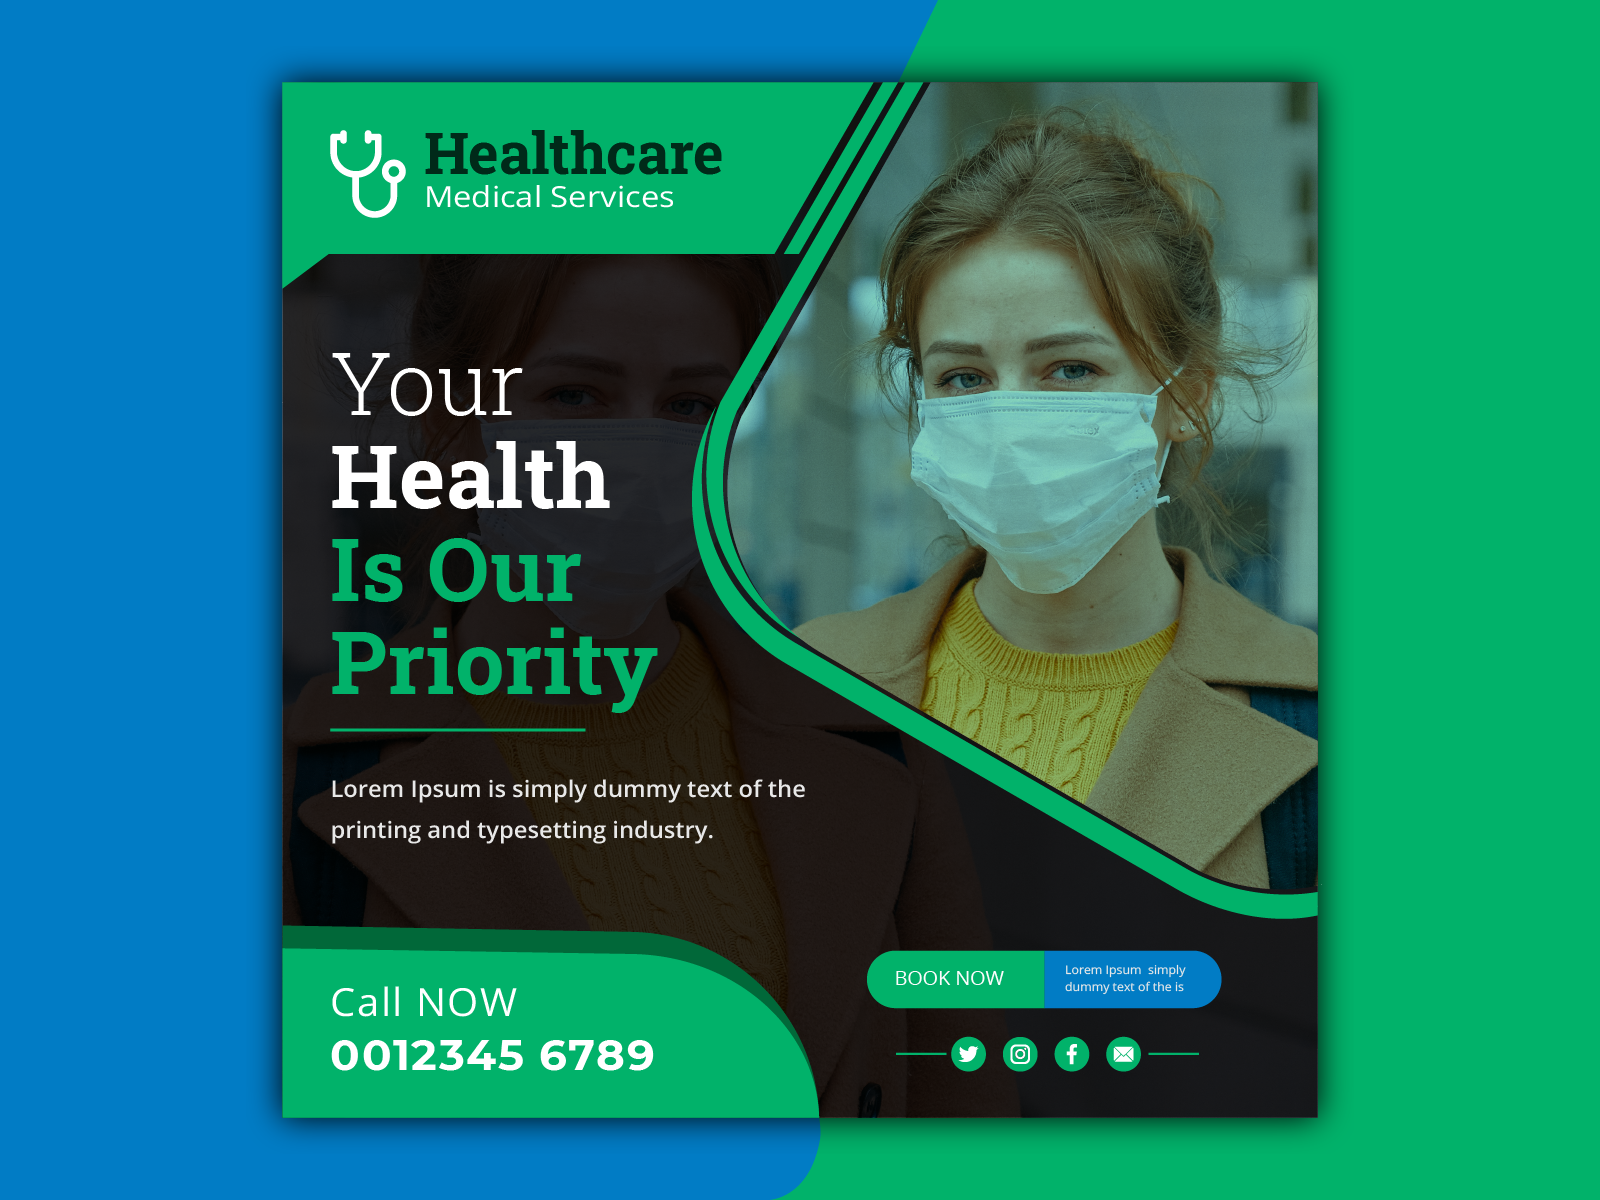 Healthcare
Medical Services
Your
Health
Is Our
Priority
Lorem Ipsum is simply dummy text of the
printing and typesetting industry.
Call NOW
0012345 6789
BOOK NOW
Lorem Ipsum  simply
dummy text of the is